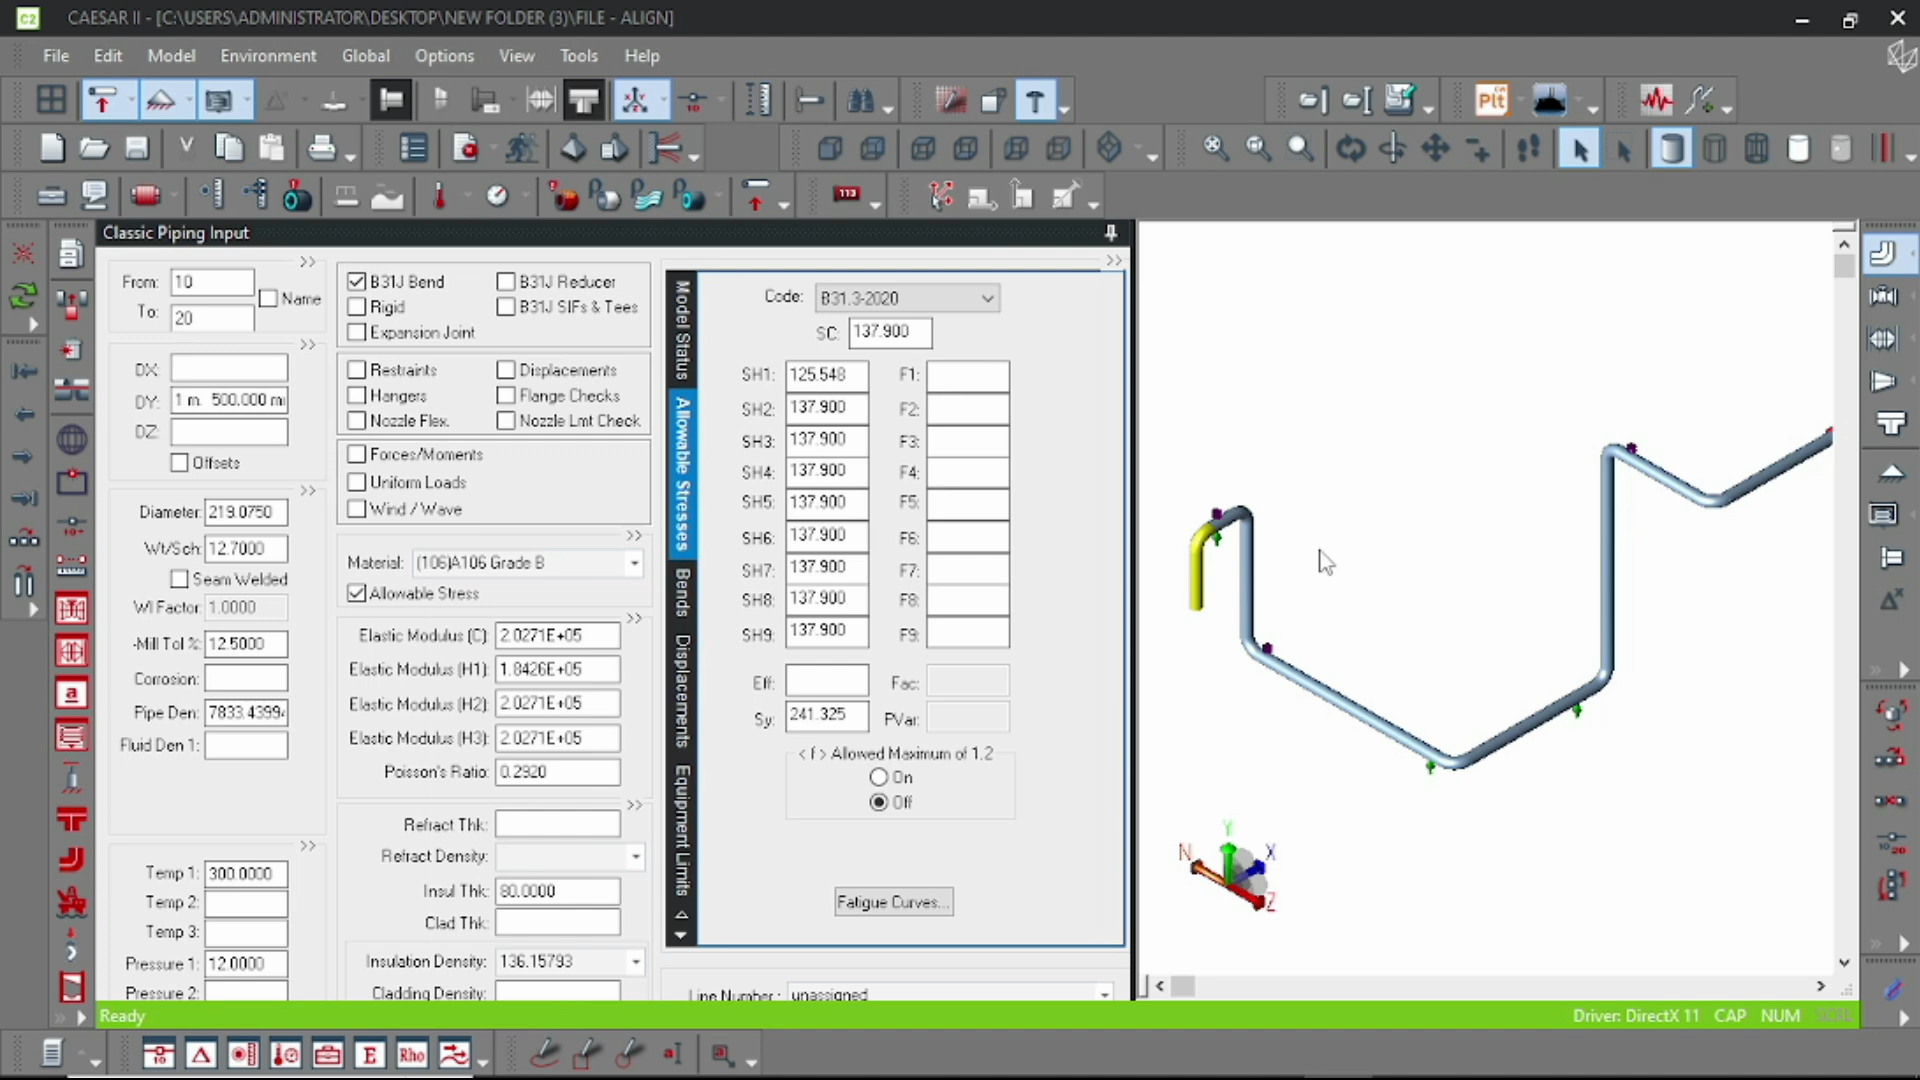 C2 CAESAR II - [C:\USERS\ADMINISTRATOR\DESKTOP\NEW FOLDER (3)\FILE - ALIGN]
File Edit Model Environment Global Options View Tools Help
Plt
113
Classic Piping Input
From: 10
To: 20
Name
DX:
DY: 1 m. 500.000 m
DZ:
Offsets
Diameter: 219.0750
Wt/Sch: 12.7000
Seam Welded
WI Factor: 1.0000
-Mill Tol %: 12.5000
Corrosion:
Pipe Den: 7833.4399
Fluid Den 1:
Temp 1: 300.0000
Temp 2:
Temp 3:
Pressure 1: 12.0000
Pressure 2:
B31J Bend
B31J Reducer
Rigid
B31J SIFs & Tees
Expansion Joint
Restraints
Displacements
Hangers
Flange Checks
Nozzle Flex.
Nozzle Lmt Check
Forces/Moments
Uniform Loads
Wind / Wave
Material: (106)A106 Grade B
Allowable Stress
Elastic Modulus (C): 2.0271E+05
Elastic Modulus (H1): 1.8426E+05
Elastic Modulus (H2): 2.0271E+05
Elastic Modulus (H3): 2.0271E+05
Poisson's Ratio: 0.2920
Refract Thk:
Refract Density:
Insul Thk: 80.0000
Clad Thk:
Insulation Density: 136.15793
Cladding Density:
Model Status
Allowable Stresses
Bends
Displacements
Equipment Limits
Code: B31.3-2020
SC: 137.900
SH1: 125.548 F1:
SH2: 137.900 F2:
SH3: 137.900 F3:
SH4: 137.900 F4:
SH5: 137.900 F5:
SH6: 137.900 F6:
SH7: 137.900 F7:
SH8: 137.900 F8:
SH9: 137.900 F9:
Eff: Fac:
Sy: 241.325 PVar:
< f > Allowed Maximum of 1.2
On
Off
Fatigue Curves...
Line Number : unassigned
N Y X Z
Ready
Driver: DirectX 11 CAP NUM SCRL
E Rho